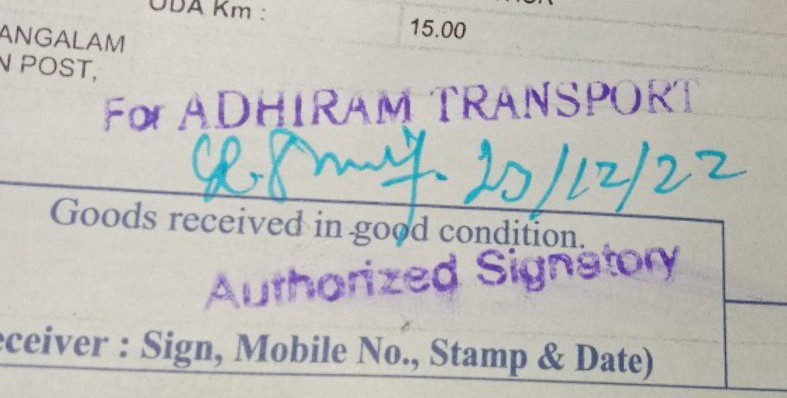 UDA Km :
15.00
ANGALAM
N POST,
For ADHIRAM TRANSPORT
20/12/22
Goods received in good condition.
Authorized Signatory
eceiver : Sign, Mobile No., Stamp & Date)